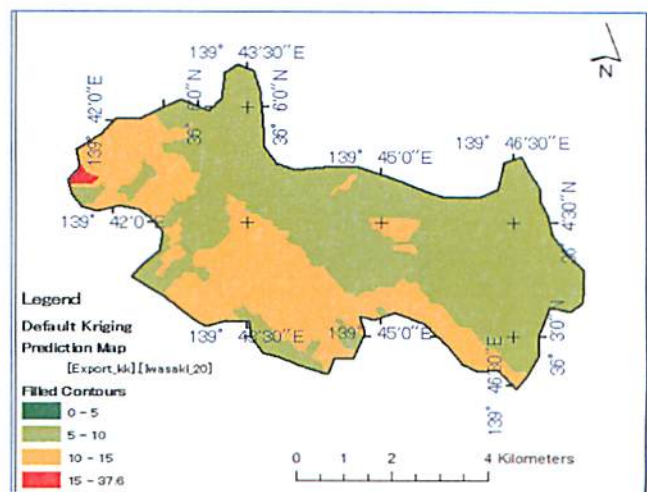 N
139° 43'30"E
139° 42'0"E
6'0"N
36°
6'0"N
36°
139° 45'0"E
139° 46'30"E
139° 42'0"E
4'30"N
36°
139° 43'30"E
139° 45'0"E
3'0"N
36°
139° 46'30"E
Legend
Default Kriging
Prediction Map
[Export_kk].[Iwasaki_20]
Filled Contours
0 - 5
5 - 10
10 - 15
15 - 37.6
0 1 2 4 Kilometers